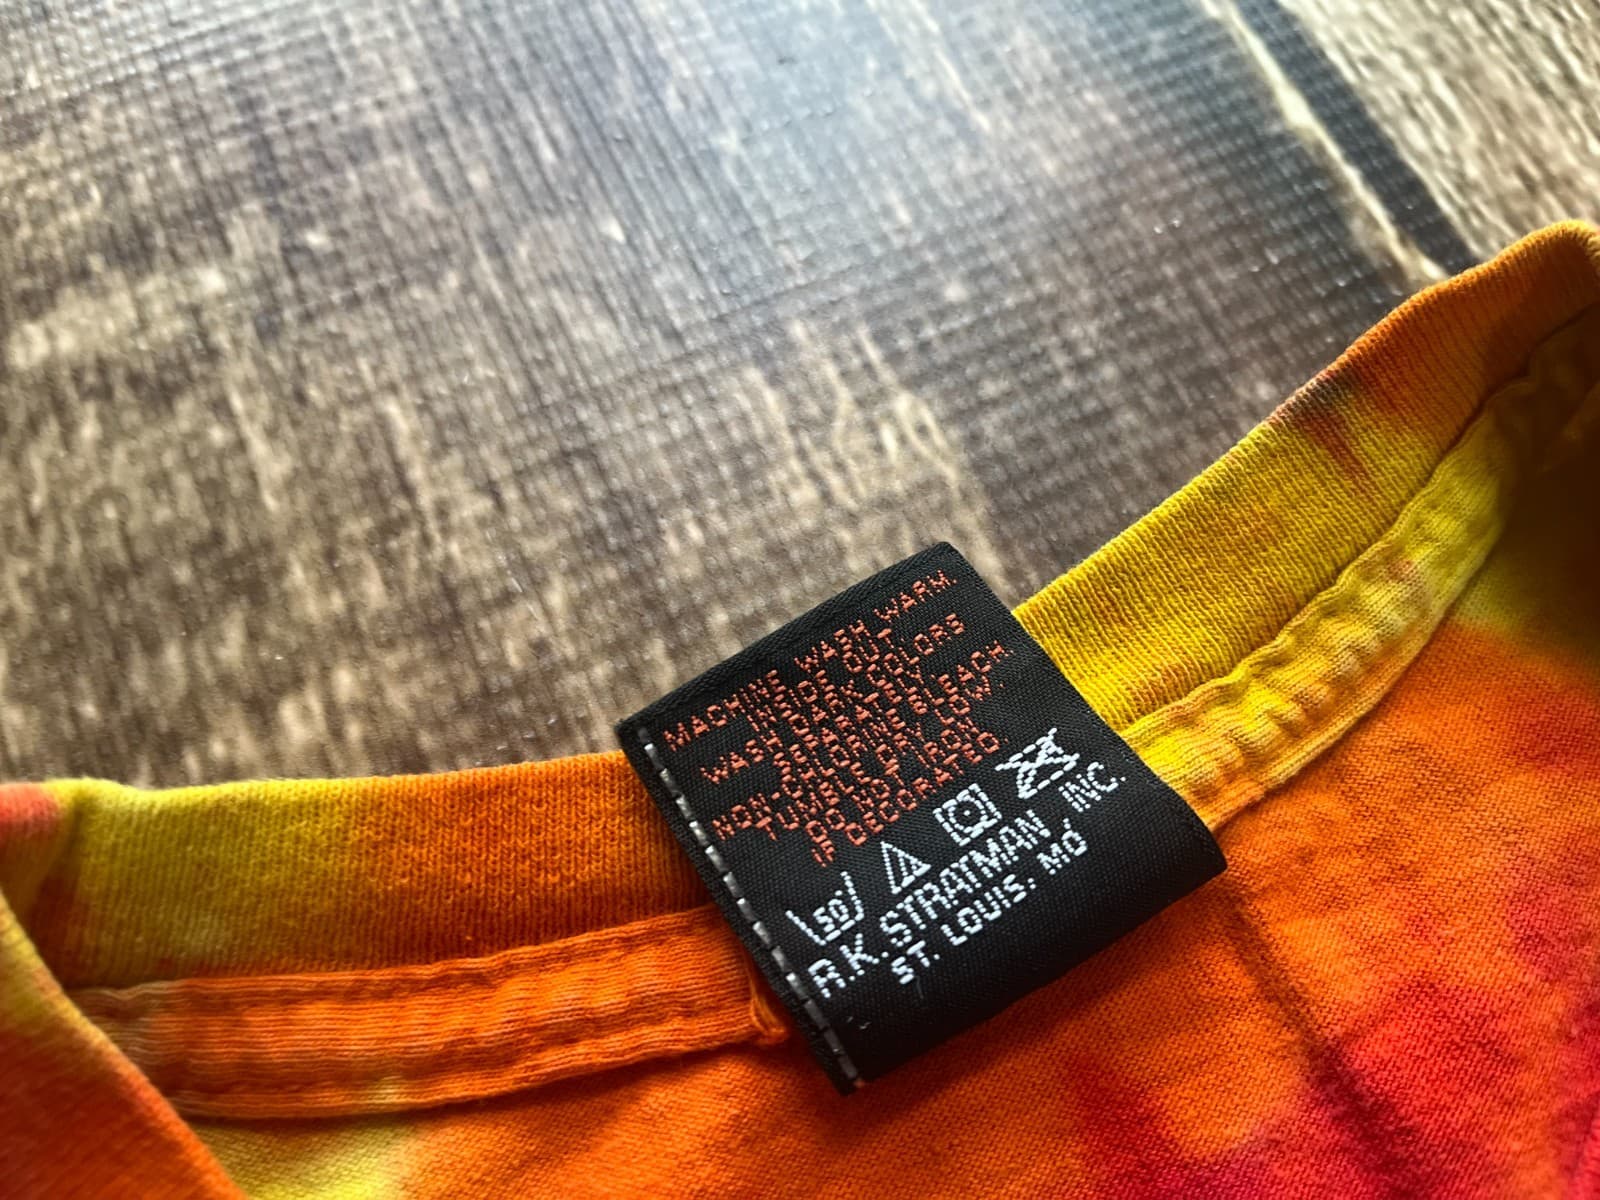 MACHINE WASH WARM.
INSIDE OUT
WASH DARK COLORS
SEPARATELY.
NON-CHLORINE BLEACH
TUMBLE DRY LOW.
DO NOT IRON
IF DECORATED
50
R.K. STRATMAN, INC.
ST. LOUIS, MO